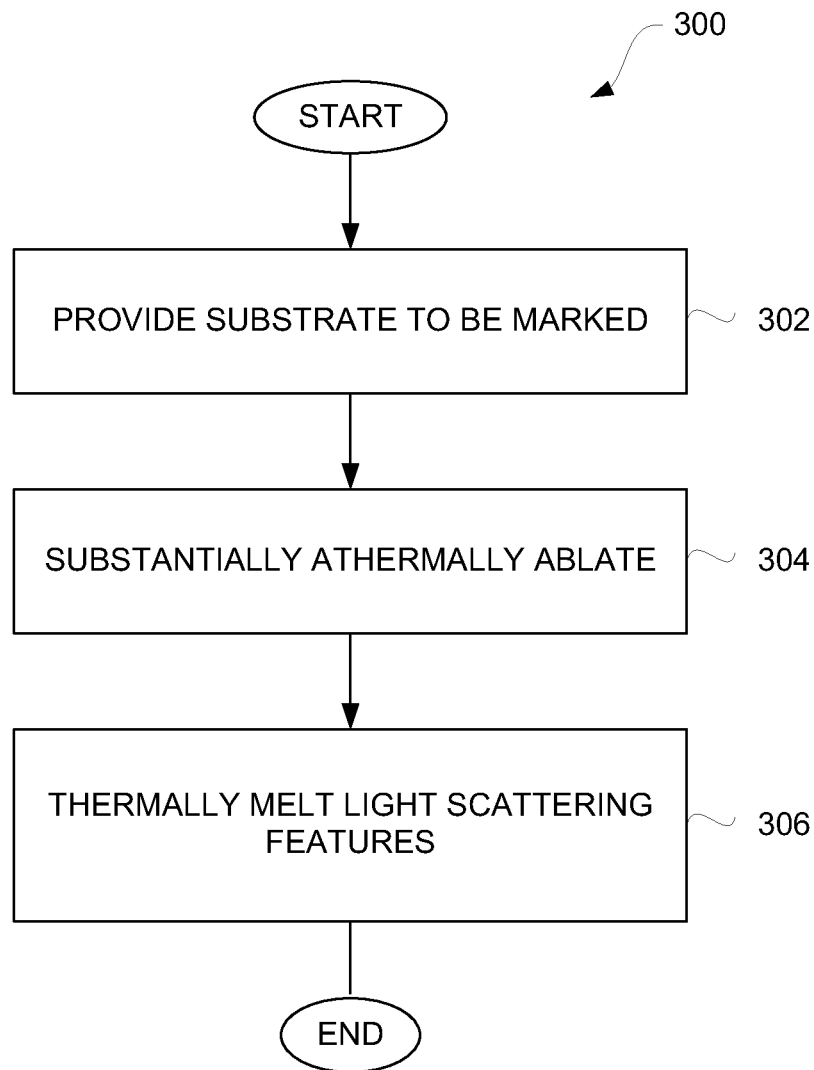 300
START
PROVIDE SUBSTRATE TO BE MARKED
302
SUBSTANTIALLY ATHERMALLY ABLATE
304
THERMALLY MELT LIGHT SCATTERING
FEATURES
306
END